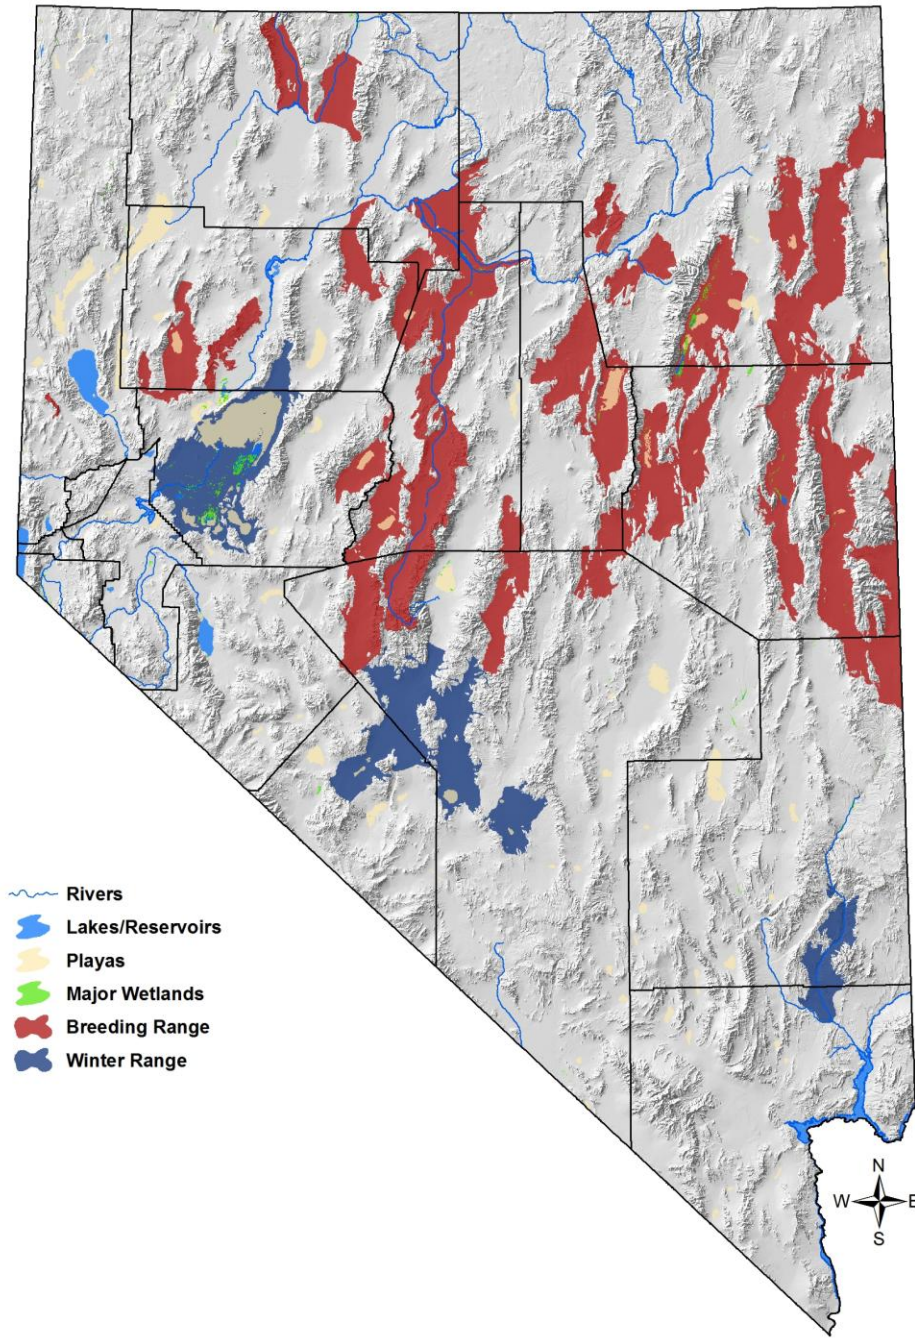 Rivers
Lakes/Reservoirs
Playas
Major Wetlands
Breeding Range
Winter Range
N
W E
S